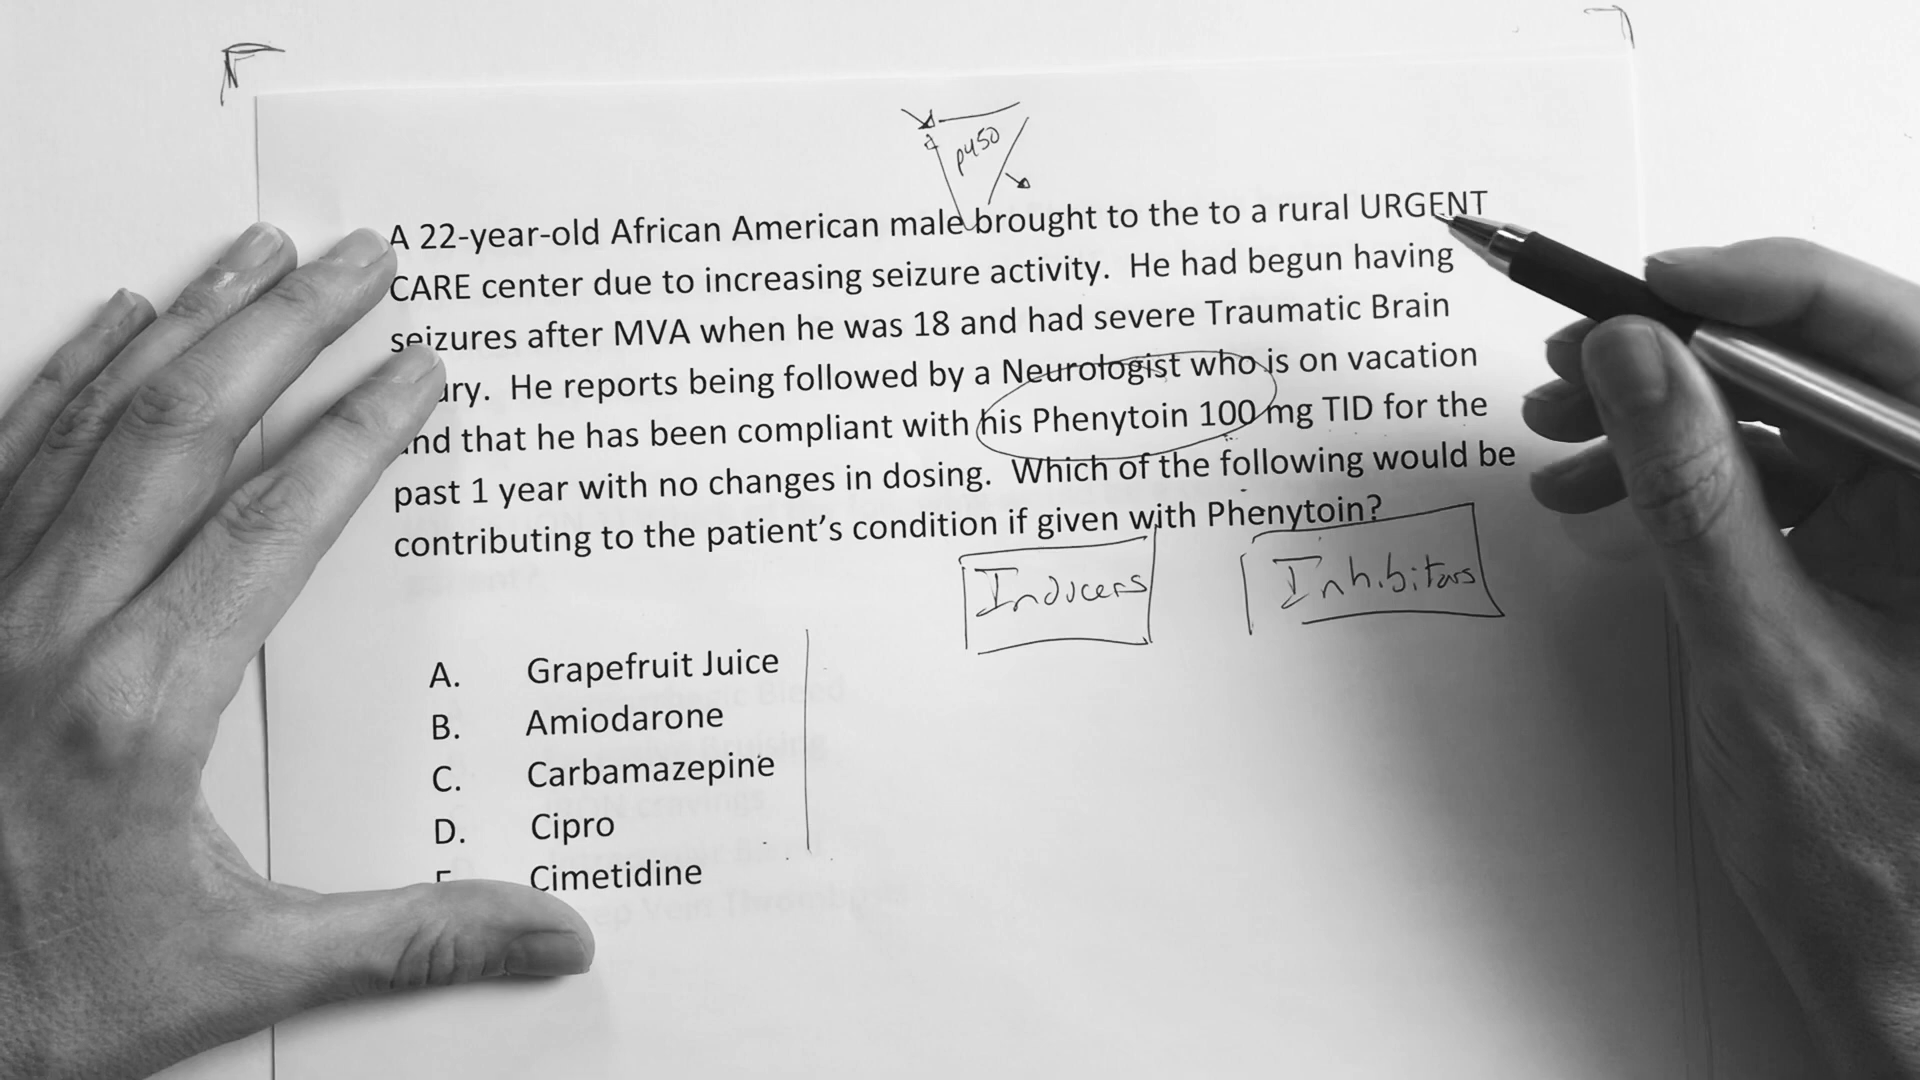 p450
A 22-year-old African American male brought to the to a rural URGENT
CARE center due to increasing seizure activity. He had begun having
seizures after MVA when he was 18 and had severe Traumatic Brain
ury. He reports being followed by a Neurologist who is on vacation
and that he has been compliant with his Phenytoin 100 mg TID for the
past 1 year with no changes in dosing. Which of the following would be
contributing to the patient's condition if given with Phenytoin?
Inducers Inhibitors
A. Grapefruit Juice
B. Amiodarone
C. Carbamazepine
D. Cipro
Cimetidine